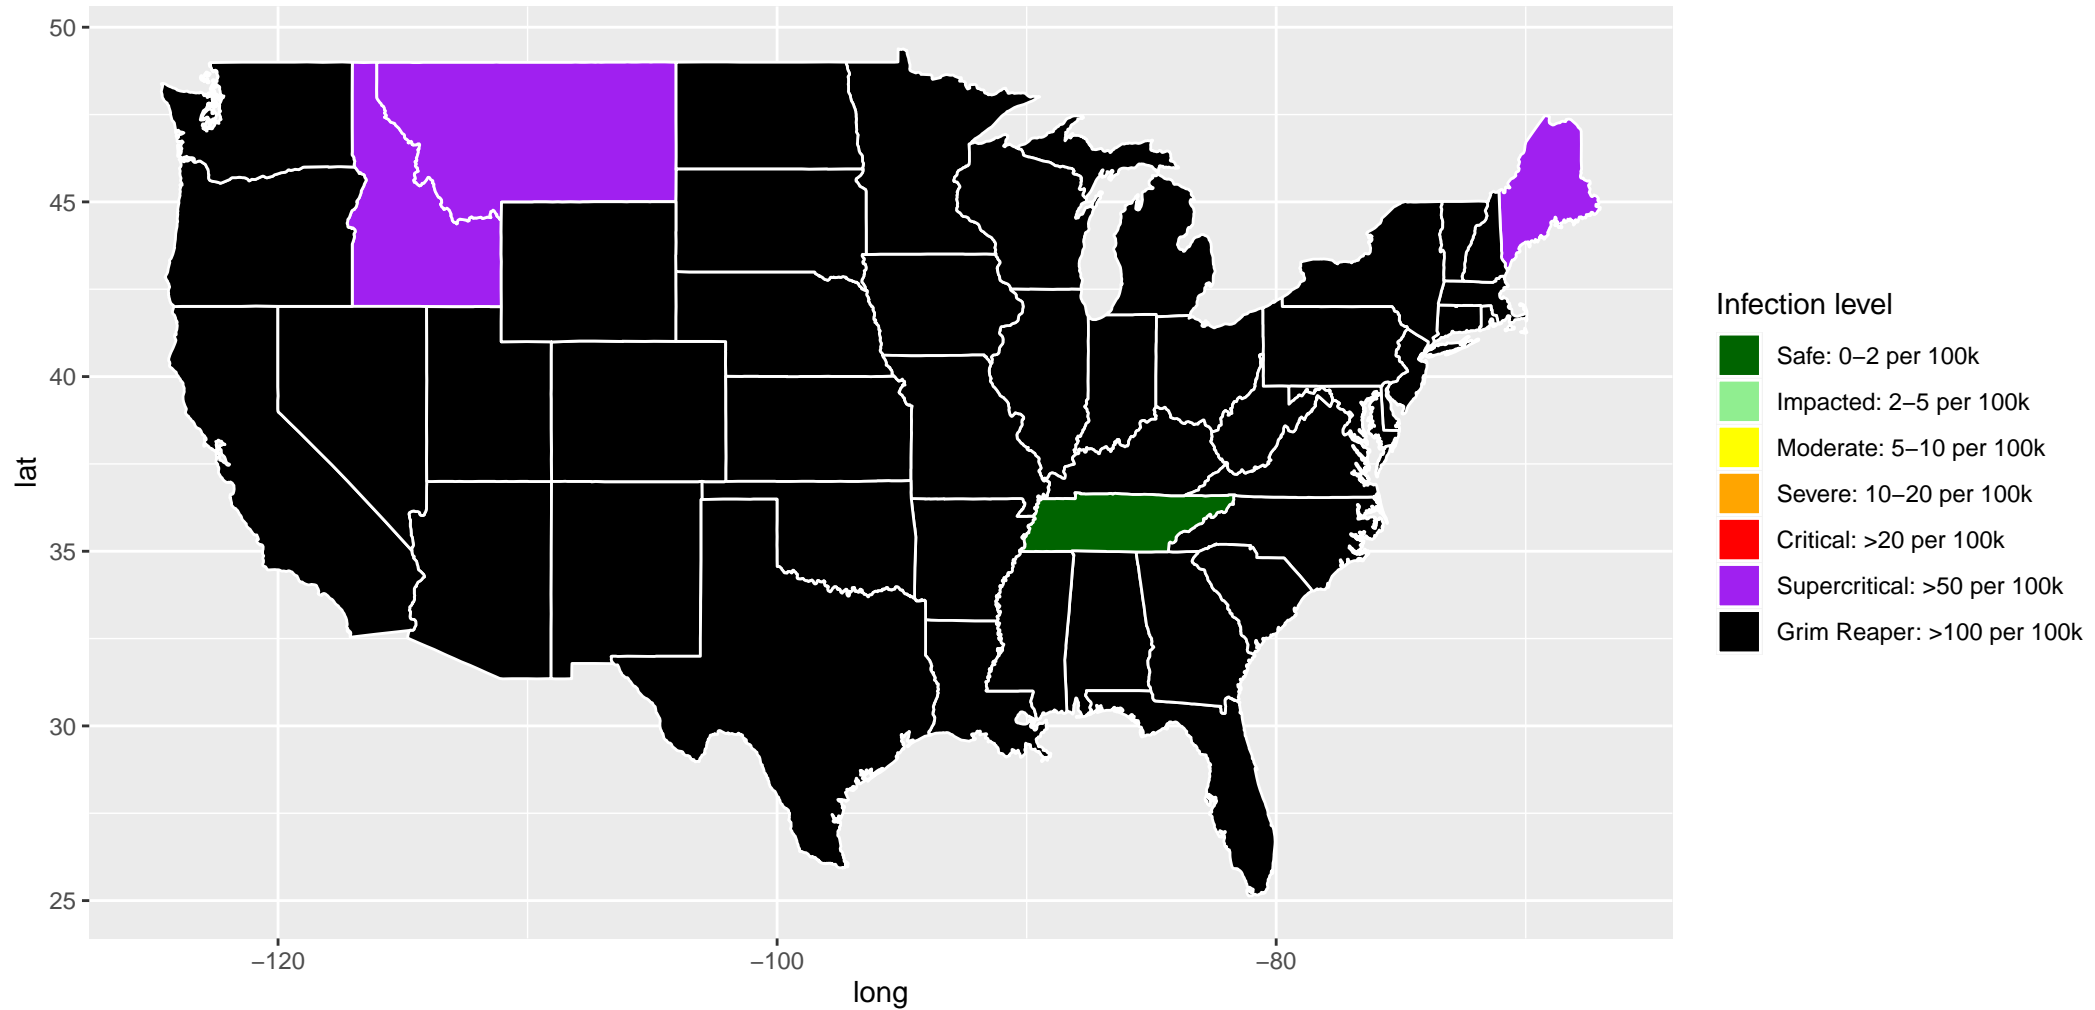 50
45
40
35
30
25
lat
−120
−100
−80
long
Infection level
Safe: 0−2 per 100k
Impacted: 2−5 per 100k
Moderate: 5−10 per 100k
Severe: 10−20 per 100k
Critical: >20 per 100k
Supercritical: >50 per 100k
Grim Reaper: >100 per 100k